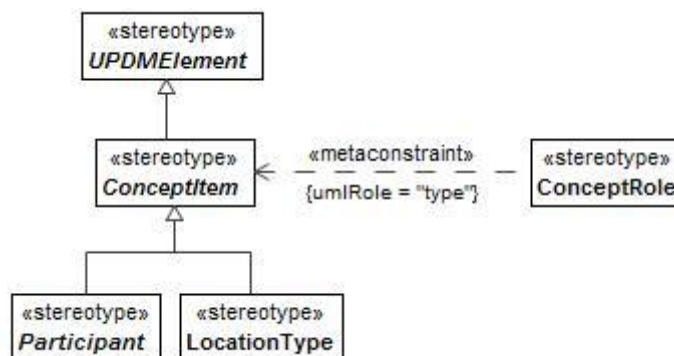 «stereotype»
UPDMElement
«stereotype»
ConceptItem
«metaconstraint»
{umlRole = "type"}
«stereotype»
ConceptRole
«stereotype»
Participant
«stereotype»
LocationType